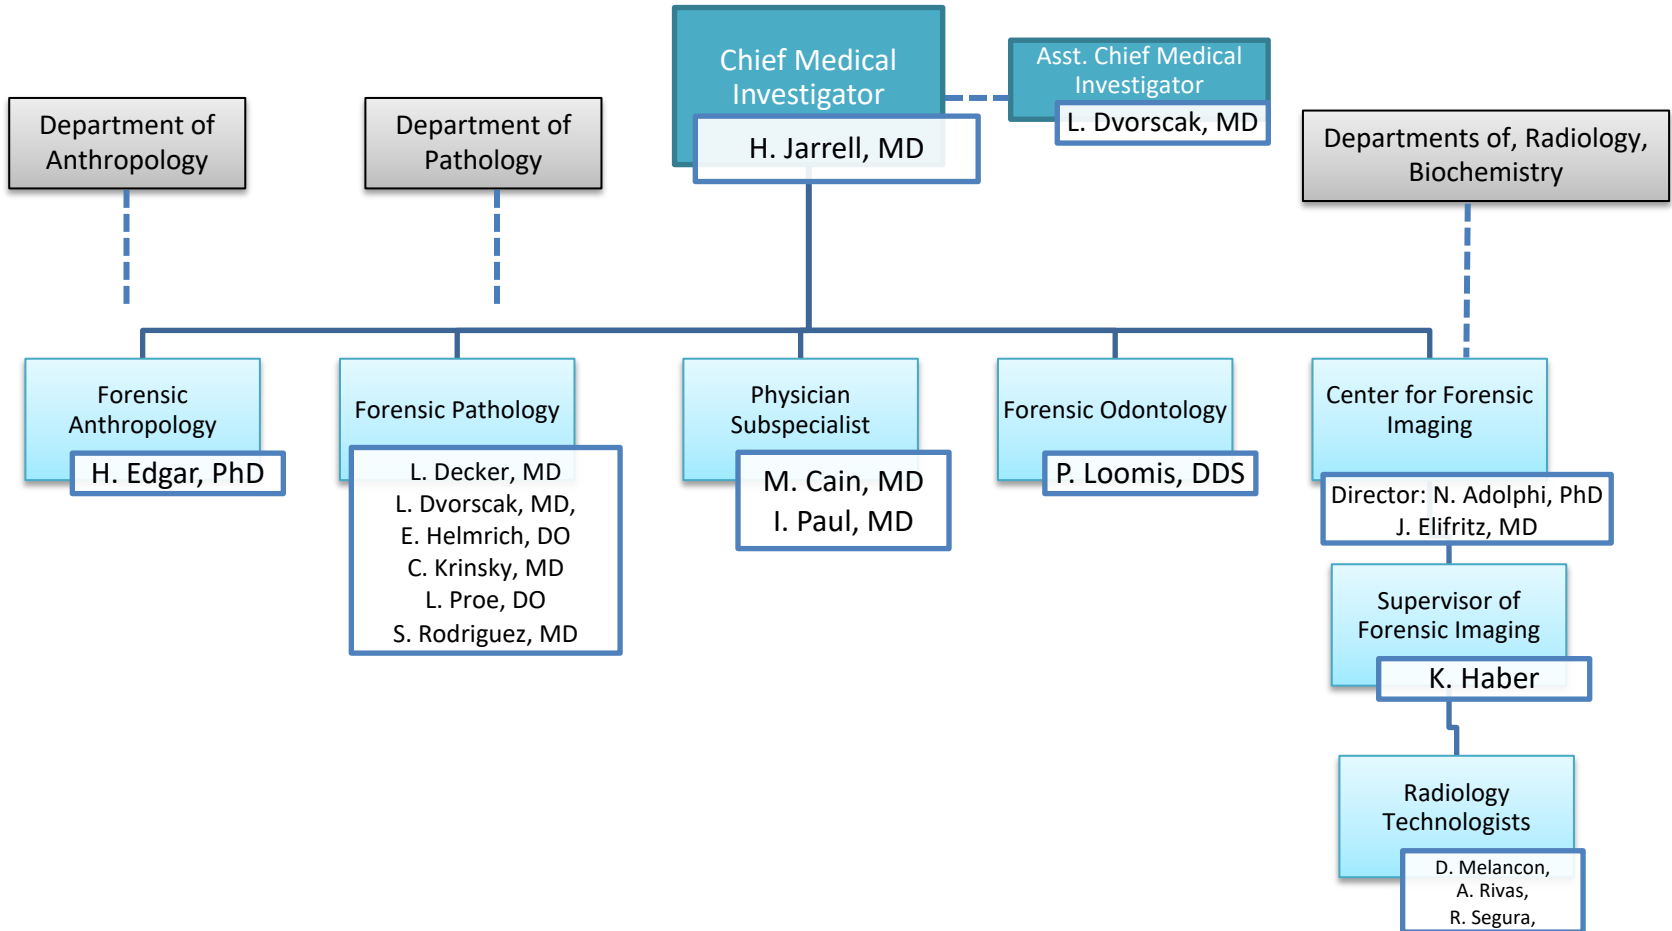 Chief Medical
Investigator
H. Jarrell, MD
Asst. Chief Medical
Investigator
L. Dvorscak, MD
Department of
Anthropology
Department of
Pathology
Departments of, Radiology,
Biochemistry
Forensic
Anthropology
H. Edgar, PhD
Forensic Pathology
L. Decker, MD
L. Dvorscak, MD,
E. Helmrich, DO
C. Krinsky, MD
L. Proe, DO
S. Rodriguez, MD
Physician
Subspecialist
M. Cain, MD
I. Paul, MD
Forensic Odontology
P. Loomis, DDS
Center for Forensic
Imaging
Director: N. Adolphi, PhD
J. Elifritz, MD
Supervisor of
Forensic Imaging
K. Haber
Radiology
Technologists
D. Melancon,
A. Rivas,
R. Segura,